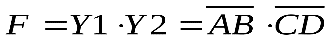 F = Y1 · Y2 = \overline{AB} · \overline{CD}